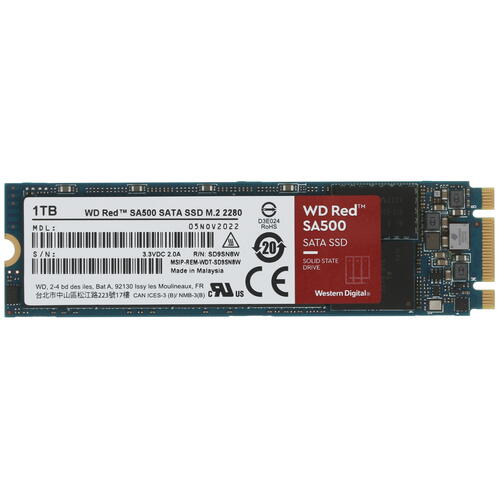 1TB WD Red™ SA500 SATA SSD M.2 2280
MDL: 05NOV2022
S/N: 3.3VDC 2.0A R/N: SD9SN8W
MSIP-REM-WDT-SD9SN8W
Made in Malaysia
WD, 2-4 bd des iles, Bat A, 92130 Issy les Moulineaux, FR
台北市中山區松江路223號17樓 CAN ICES-3 (B)/ NMB-3(B)
D3E024
RoHS
20
CE
WD Red™
SA500
SATA SSD
SOLID STATE
DRIVE
Western Digital®